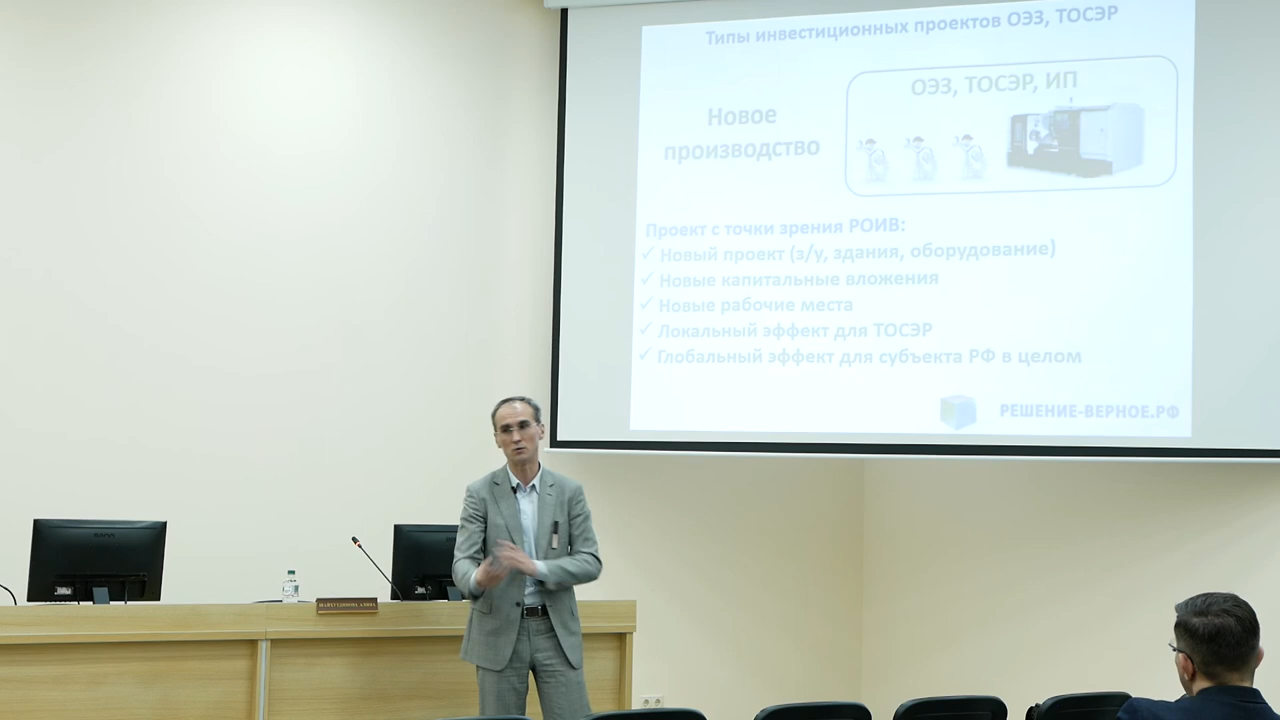 Типы инвестиционных проектов ОЭЗ, ТОСЭР
ОЭЗ, ТОСЭР, ИП
Новое
производство
Проект с точки зрения РОИВ:
✓ Новый проект (з/у, здания, оборудование)
✓ Новые капитальные вложения
✓ Новые рабочие места
✓ Локальный эффект для ТОСЭР
✓ Глобальный эффект для субъекта РФ в целом
РЕШЕНИЕ-ВЕРНОЕ.РФ